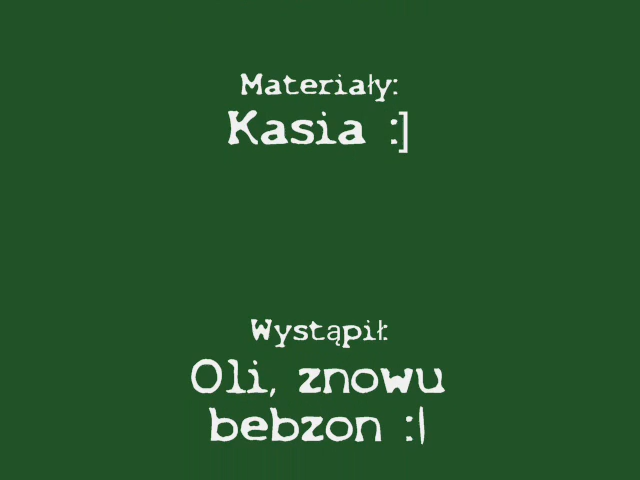 Materiały:
Kasia :]
Wystąpił:
Oli, znowu
bebzon :|